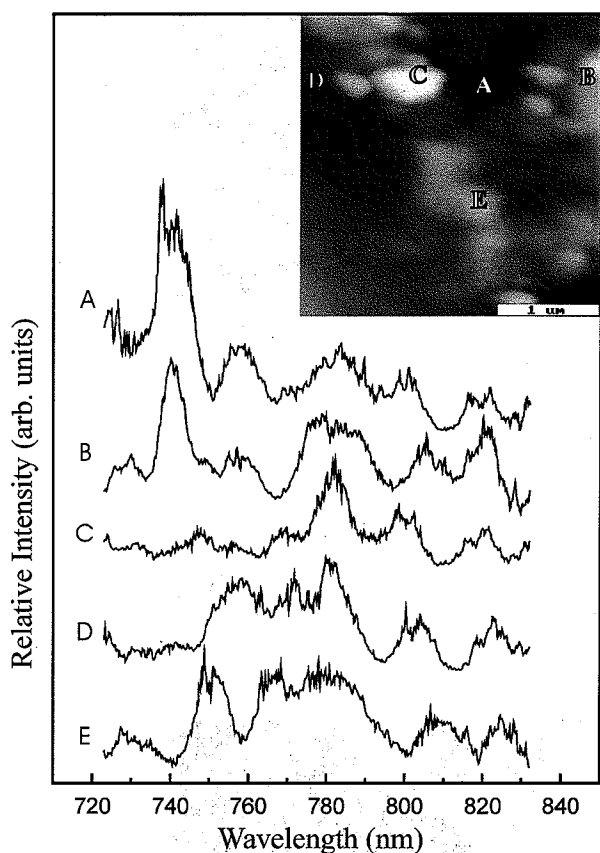 D C A B
E
1 um
A
B
C
D
E
Relative Intensity (arb. units)
720 740 760 780 800 820 840
Wavelength (nm)